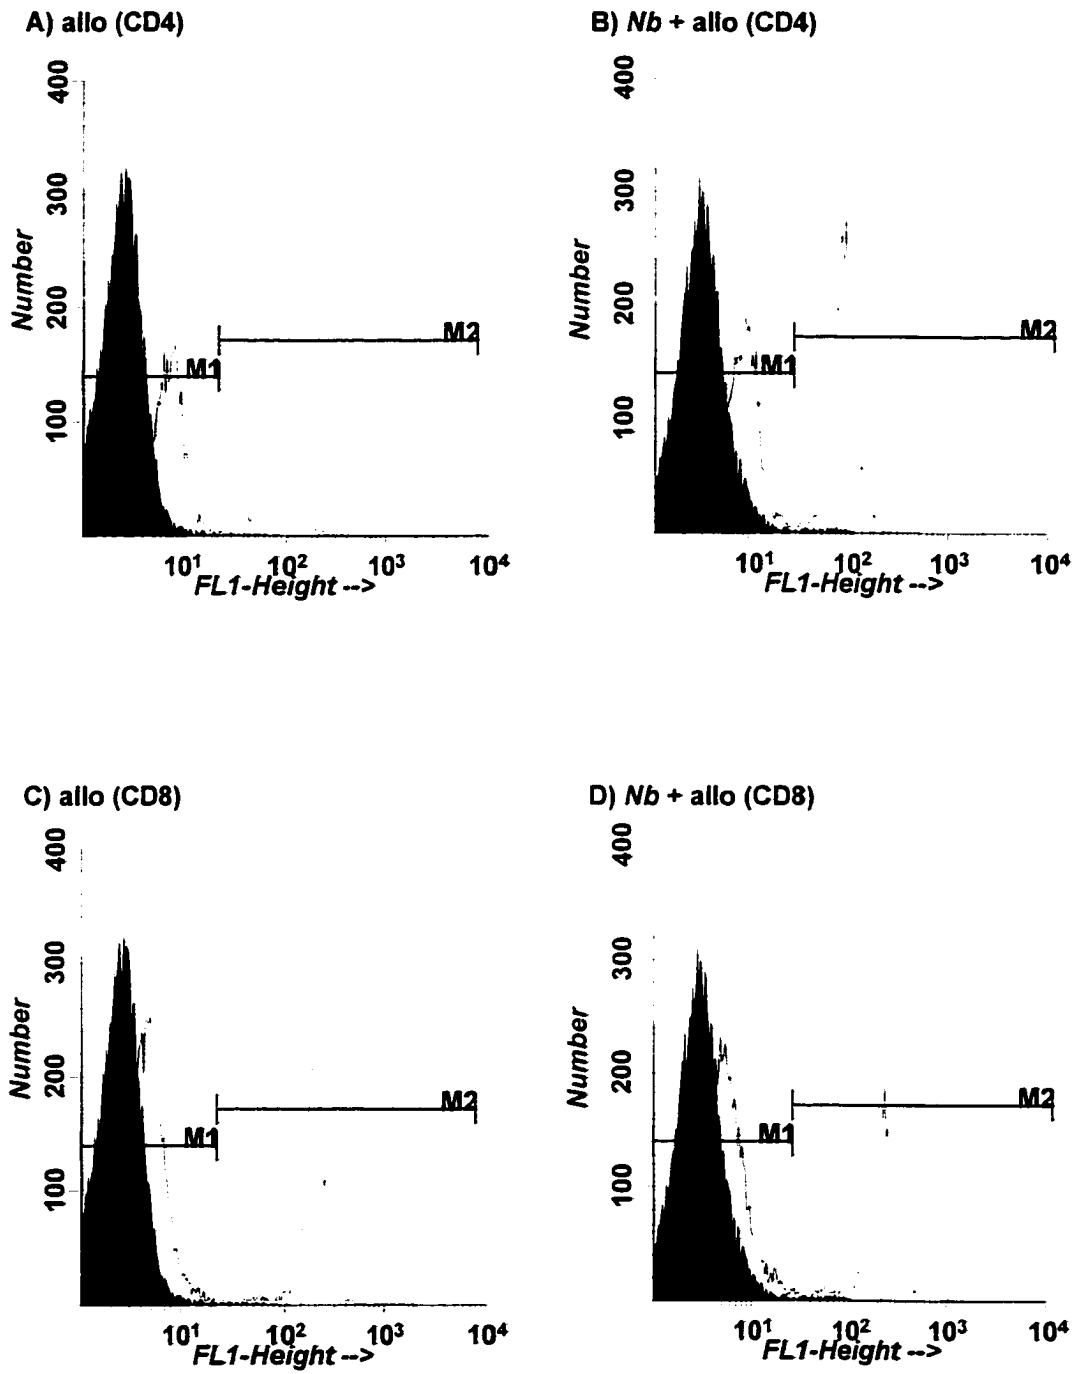 A) allo (CD4)
400
300
200
100
Number
M1
M2
10¹ 10² 10³ 10⁴
FL1-Height -->
B) Nb + allo (CD4)
400
300
200
100
Number
M1
M2
10¹ 10² 10³ 10⁴
FL1-Height -->
C) allo (CD8)
400
300
200
100
Number
M1
M2
10¹ 10² 10³ 10⁴
FL1-Height -->
D) Nb + allo (CD8)
400
300
200
100
Number
M1
M2
10¹ 10² 10³ 10⁴
FL1-Height -->